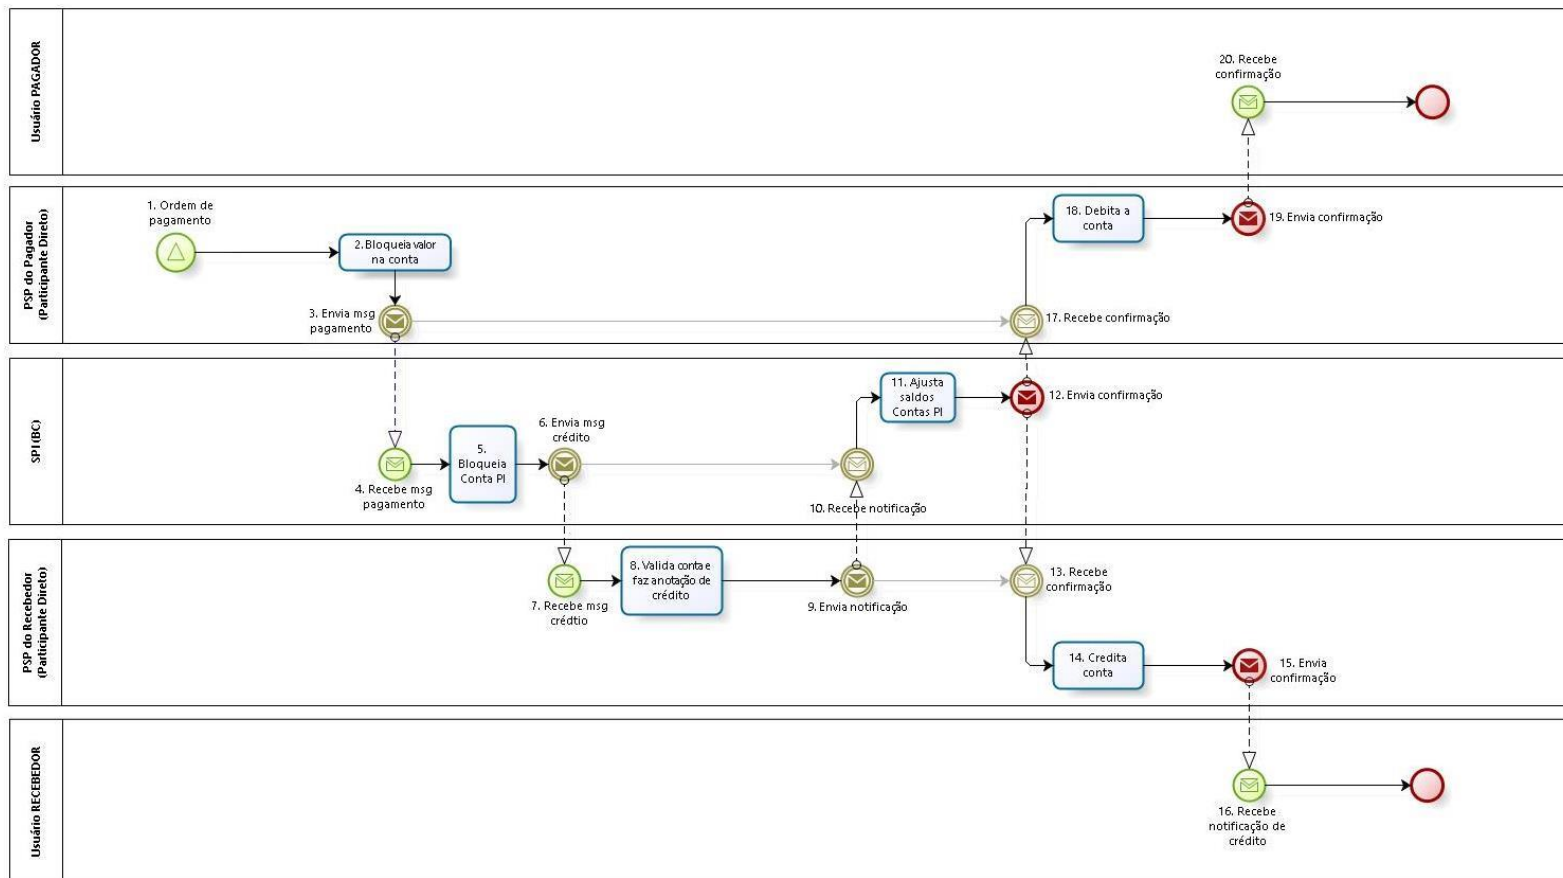 Usuário PAGADOR
20. Recebe
confirmação
PSP do Pagador
(Participante Direto)
1. Ordem de
pagamento
2. Bloqueia valor
na conta
3. Envia msg
pagamento
18. Debita a
conta
19. Envia confirmação
17. Recebe confirmação
SPI (BC)
4. Recebe msg
pagamento
5.
Bloqueia
Conta PI
6. Envia msg
crédito
10. Recebe notificação
11. Ajusta
saldos
Contas PI
12. Envia confirmação
PSP do Recebedor
(Participante Direto)
7. Recebe msg
crédtio
8. Valida conta e
faz anotação de
crédito
9. Envia notificação
13. Recebe
confirmação
14. Credita
conta
15. Envia
confirmação
Usuário RECEBEDOR
16. Recebe
notificação de
crédito